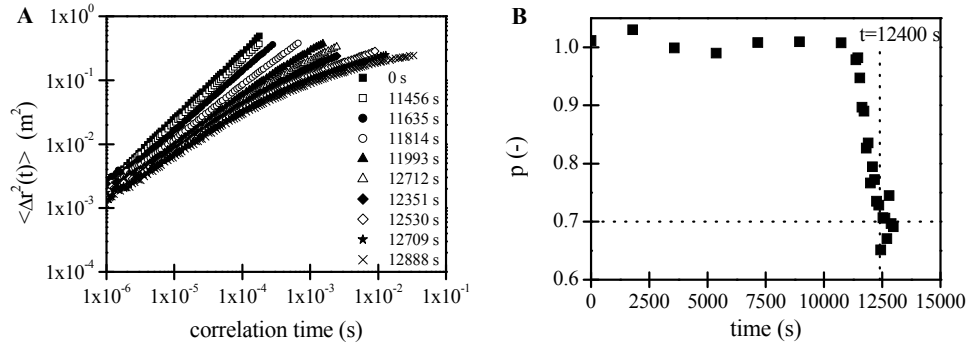 A
<Δr²(t)> (m²)
1x10⁰
1x10⁻¹
1x10⁻²
1x10⁻³
1x10⁻⁴
1x10⁻⁶ 1x10⁻⁵ 1x10⁻⁴ 1x10⁻³ 1x10⁻² 1x10⁻¹
correlation time (s)
0 s
11456 s
11635 s
11814 s
11993 s
12712 s
12351 s
12530 s
12709 s
12888 s
B
t=12400 s
p (-)
1.0
0.9
0.8
0.7
0.6
0 2500 5000 7500 10000 12500 15000
time (s)